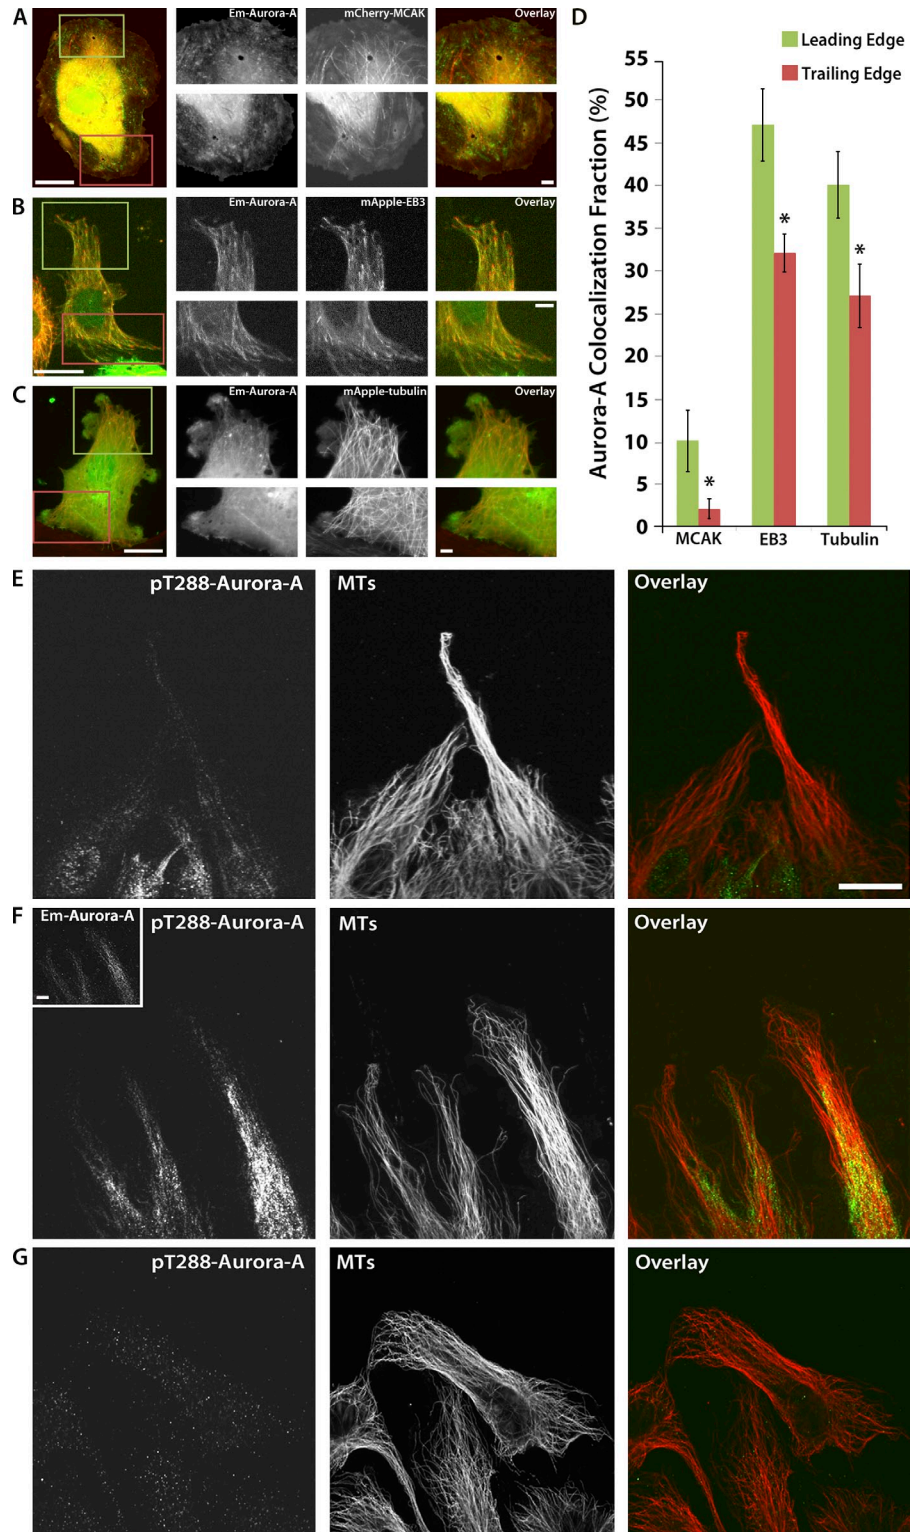 A
Em-Aurora-A
mCherry-MCAK
Overlay
B
Em-Aurora-A
mApple-EB3
Overlay
C
Em-Aurora-A
mApple-tubulin
Overlay
D
Leading Edge
Trailing Edge
Aurora-A Colocalization Fraction (%)
55
50
45
40
35
30
25
20
15
10
5
0
*
*
*
MCAK
EB3
Tubulin
E
pT288-Aurora-A
MTs
Overlay
F
Em-Aurora-A
pT288-Aurora-A
MTs
Overlay
G
pT288-Aurora-A
MTs
Overlay